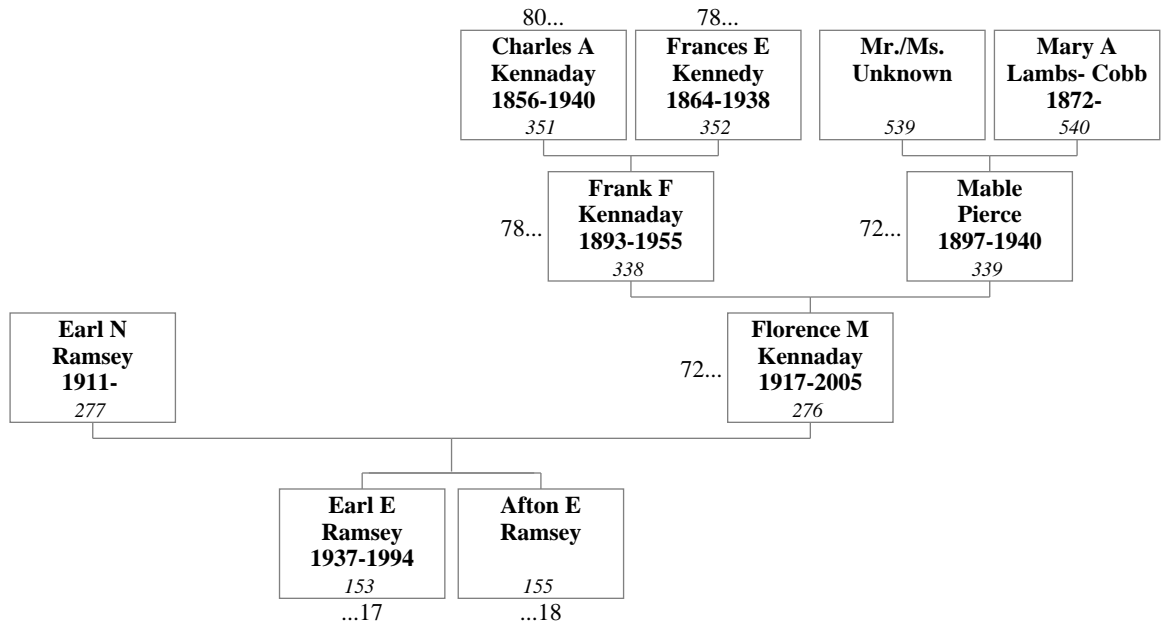 80...
78...
Charles A
Kennaday
1856-1940
351
Frances E
Kennedy
1864-1938
352
Mr./Ms.
Unknown
539
Mary A
Lambs- Cobb
1872-
540
78...
Frank F
Kennaday
1893-1955
338
72...
Mable
Pierce
1897-1940
339
Earl N
Ramsey
1911-
277
72...
Florence M
Kennaday
1917-2005
276
Earl E
Ramsey
1937-1994
153
...17
Afton E
Ramsey
155
...18